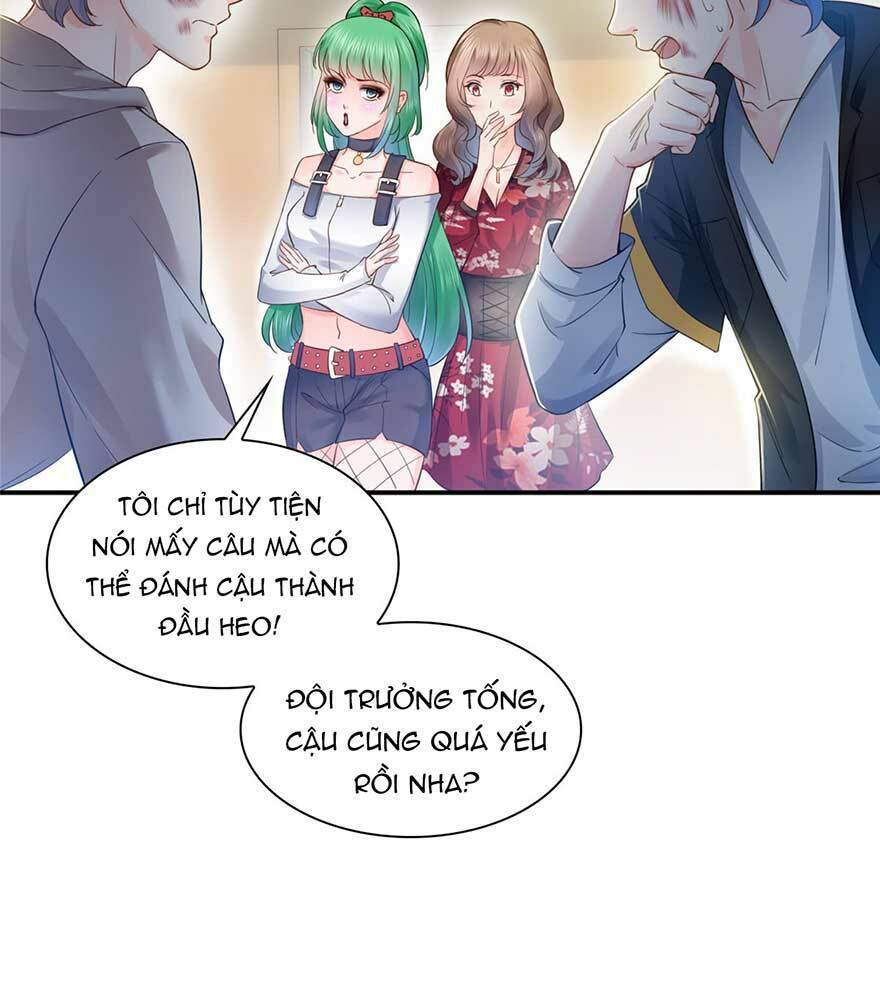 TÔI CHỈ TÙY TIỆN
NÓI MẤY CÂU MÀ CÓ
THỂ ĐÁNH CẬU THÀNH
ĐẦU HEO!
ĐỘI TRƯỞNG TỐNG,
CẬU CŨNG QUÁ YẾU
RỒI NHA?